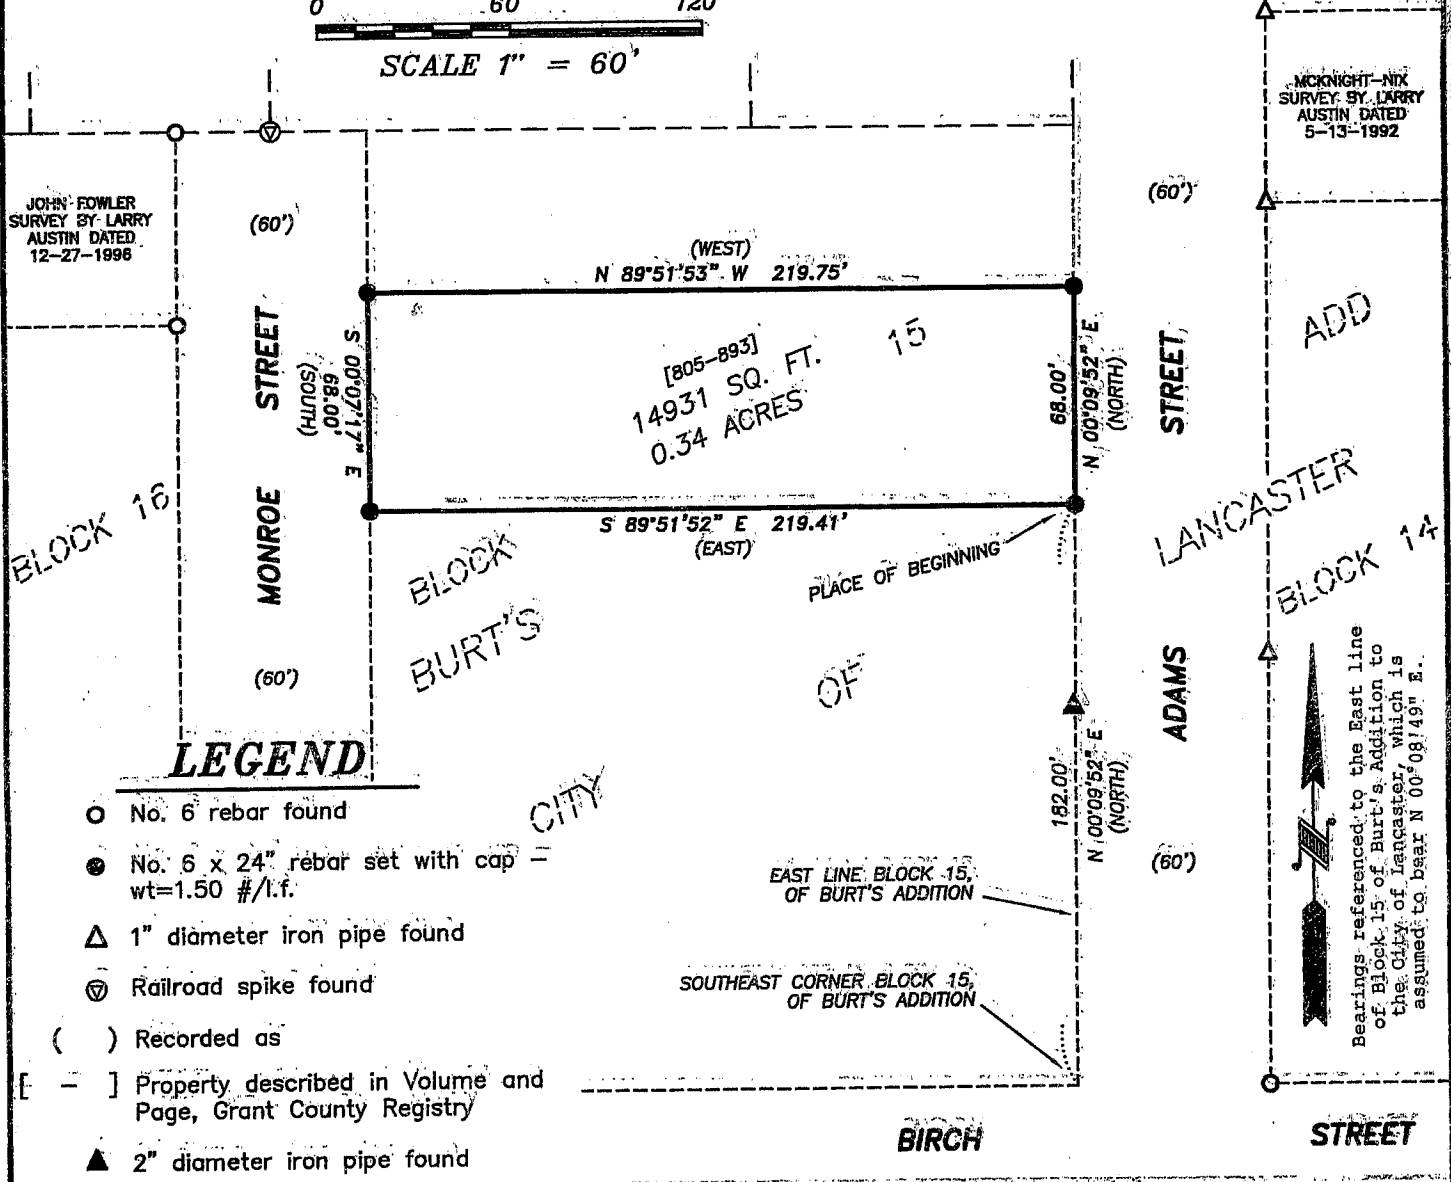 0 60 120
SCALE 1" = 60'
MCKNIGHT-NIX
SURVEY BY LARRY
AUSTIN DATED
5-13-1992
JOHN FOWLER
SURVEY BY LARRY
AUSTIN DATED
12-27-1996
(60')
(60')
(WEST)
N 89°51'53" W 219.75'
STREET
S 00°07'17" E
68.00'
(SOUTH)
[805-893]
14931 SQ. FT.
0.34 ACRES
15
68.00'
N 00°09'52" E
(NORTH)
STREET
ADD
BLOCK 16
MONROE
S 89°51'52" E 219.41'
(EAST)
PLACE OF BEGINNING
LANCASTER
BLOCK 14
BLOCK
BURT'S
OF
CITY
(60')
ADAMS
182.00'
N 00°09'52" E
(NORTH)
(60')
EAST LINE BLOCK 15,
OF BURT'S ADDITION
SOUTHEAST CORNER BLOCK 15,
OF BURT'S ADDITION
Bearings referenced to the East line
of Block 15 of Burt's Addition to
the City of Lancaster, which is
assumed to bear N 00°08'49" E.
LEGEND
No. 6 rebar found
No. 6 x 24" rebar set with cap -
wt=1.50 #/l.f.
1" diameter iron pipe found
Railroad spike found
( ) Recorded as
[ - ] Property described in Volume and
Page, Grant County Registry
2" diameter iron pipe found
BIRCH STREET